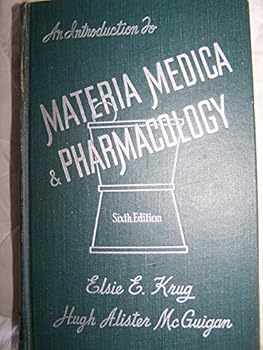 An Introduction to
MATERIA MEDICA
& PHARMACOLOGY
Sixth Edition
Elsie E. Krug
Hugh Alister McGuigan